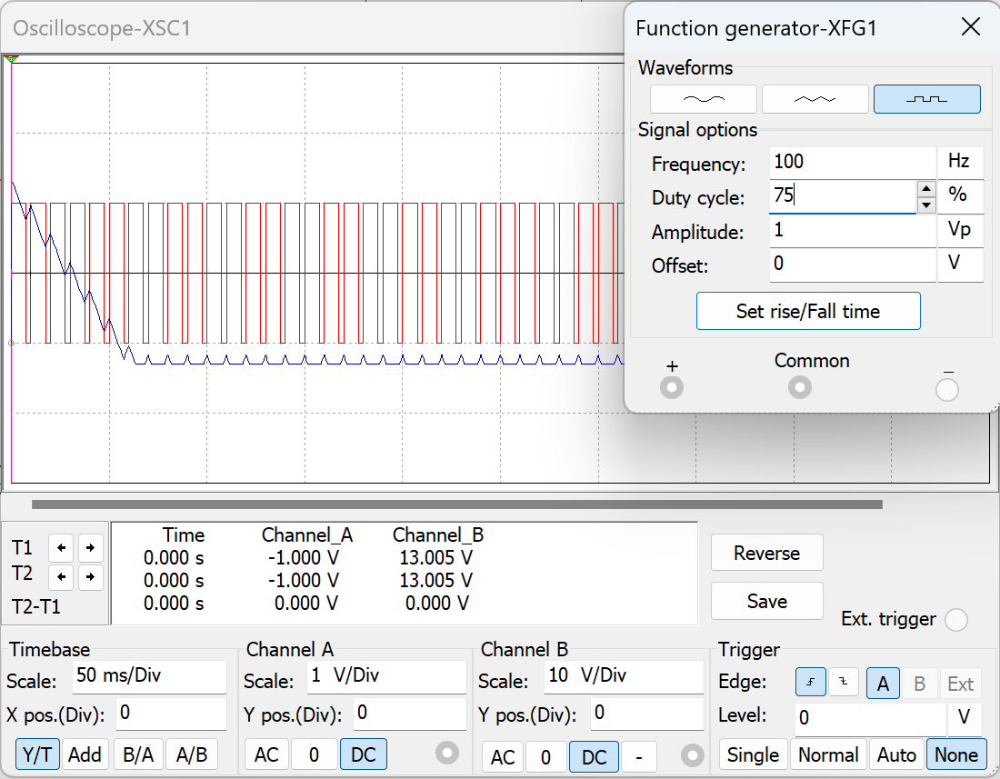 Oscilloscope-XSC1
Function generator-XFG1
Waveforms
Signal options
Frequency: 100 Hz
Duty cycle: 75 %
Amplitude: 1 Vp
Offset: 0 V
Set rise/Fall time
+ Common –
Time Channel_A Channel_B
T1 0.000 s -1.000 V 13.005 V
T2 0.000 s -1.000 V 13.005 V
T2-T1 0.000 s 0.000 V 0.000 V
Reverse
Save
Ext. trigger
Timebase
Scale: 50 ms/Div
X pos.(Div): 0
Y/T Add B/A A/B
Channel A
Scale: 1 V/Div
Y pos.(Div): 0
AC 0 DC
Channel B
Scale: 10 V/Div
Y pos.(Div): 0
AC 0 DC -
Trigger
Edge: A B Ext
Level: 0 V
Single Normal Auto None